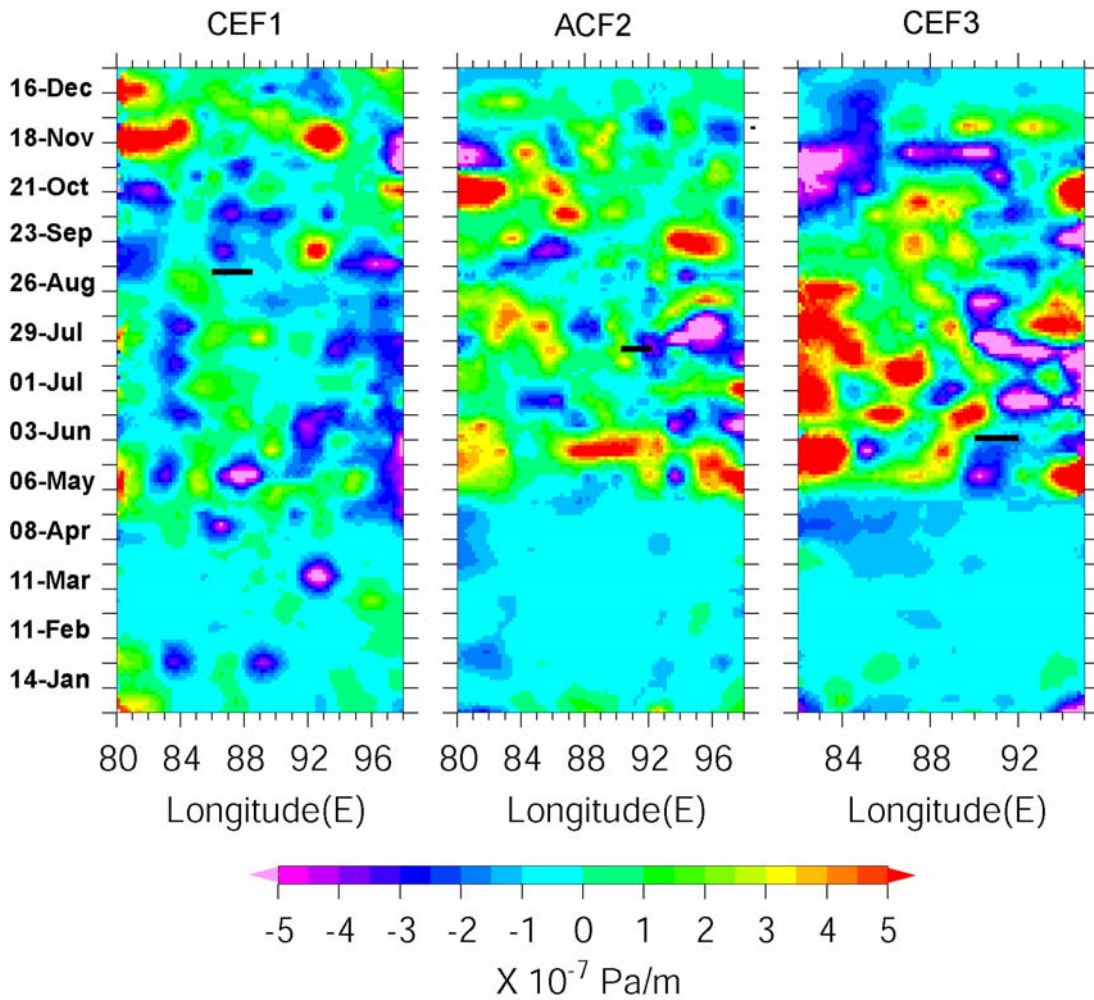 CEF1 ACF2 CEF3
16-Dec
18-Nov
21-Oct
23-Sep
26-Aug
29-Jul
01-Jul
03-Jun
06-May
08-Apr
11-Mar
11-Feb
14-Jan
80 84 88 92 96 80 84 88 92 96 84 88 92
Longitude(E) Longitude(E) Longitude(E)
-5 -4 -3 -2 -1 0 1 2 3 4 5
X 10⁻⁷ Pa/m